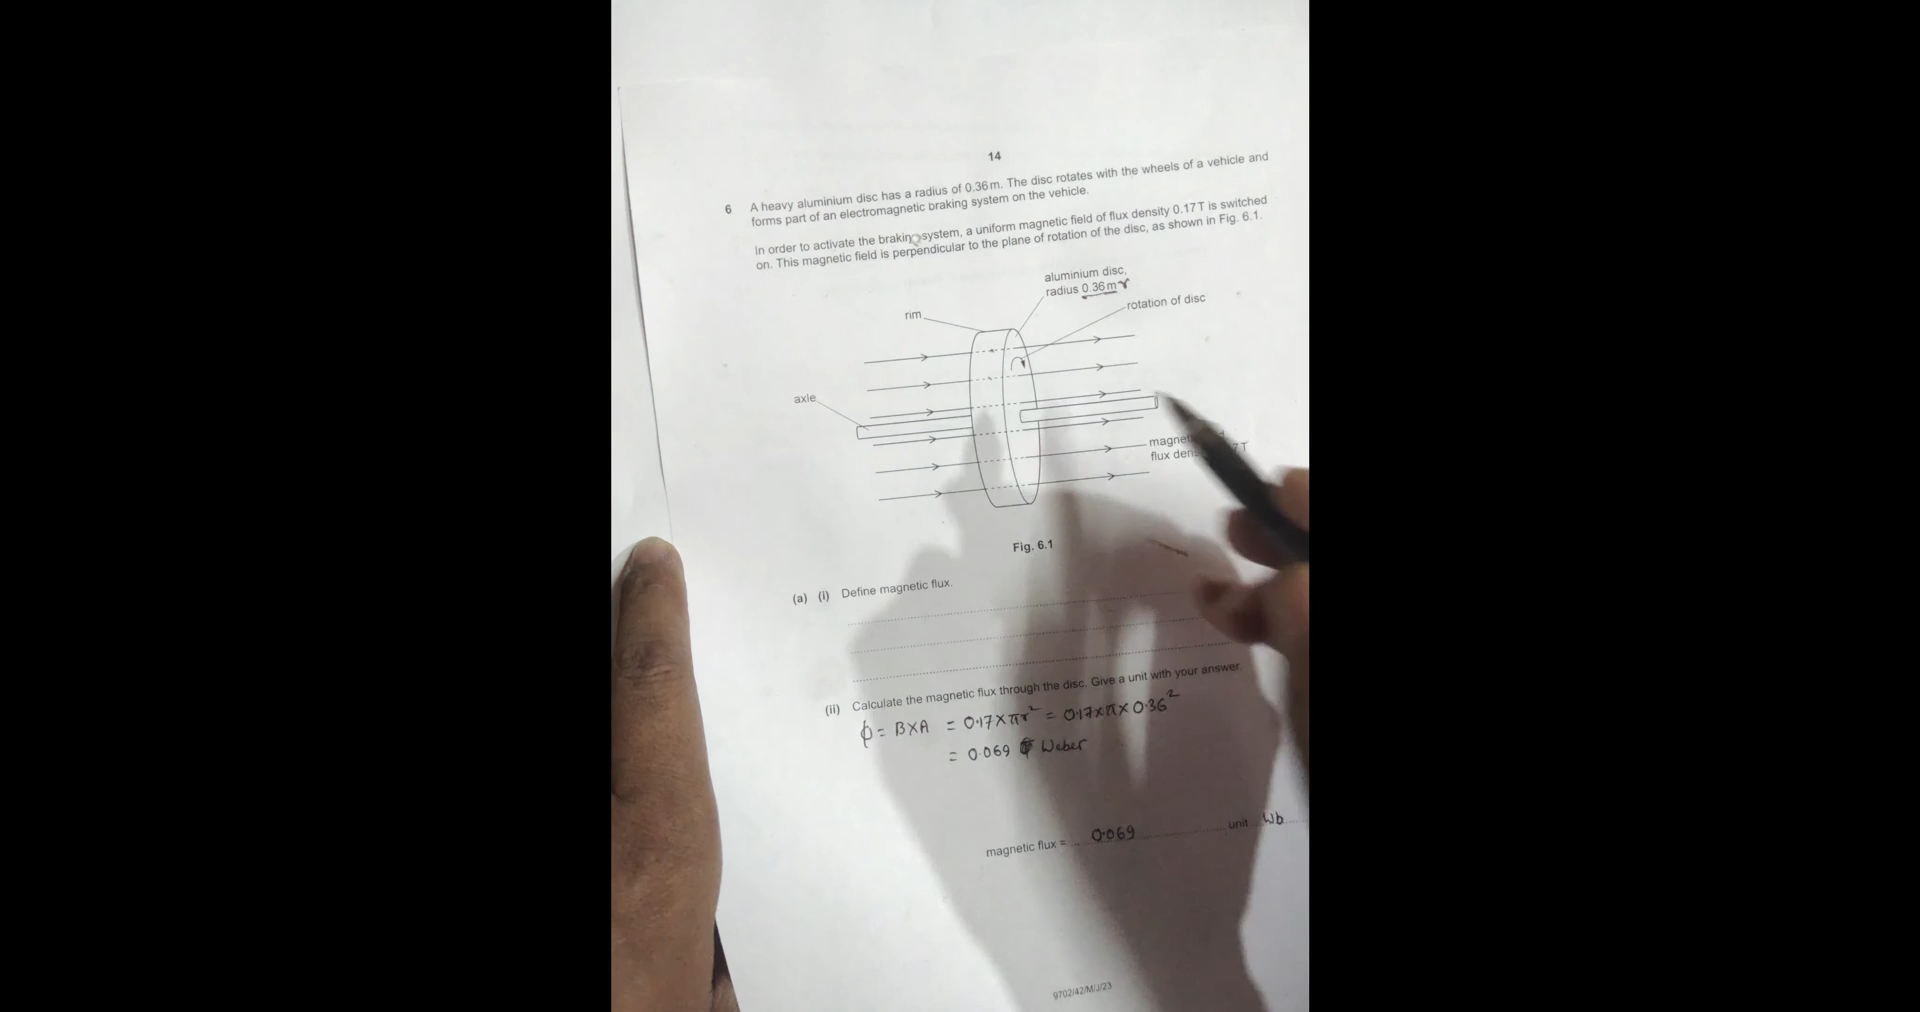 14
6 A heavy aluminium disc has a radius of 0.36 m. The disc rotates with the wheels of a vehicle and
forms part of an electromagnetic braking system on the vehicle.
In order to activate the braking system, a uniform magnetic field of flux density 0.17 T is switched
on. This magnetic field is perpendicular to the plane of rotation of the disc, as shown in Fig. 6.1.
aluminium disc,
radius 0.36 m r
rotation of disc
rim
axle
flux
Fig. 6.1
(a) (i) Define magnetic flux.
(ii) Calculate the magnetic flux through the disc. Give a unit with your answer.
ϕ = B×A = 0.17×πr² = 0.17×π×0.36²
= 0.069 Weber
magnetic flux = 0.069 unit Wb
9702/42/M/J/23